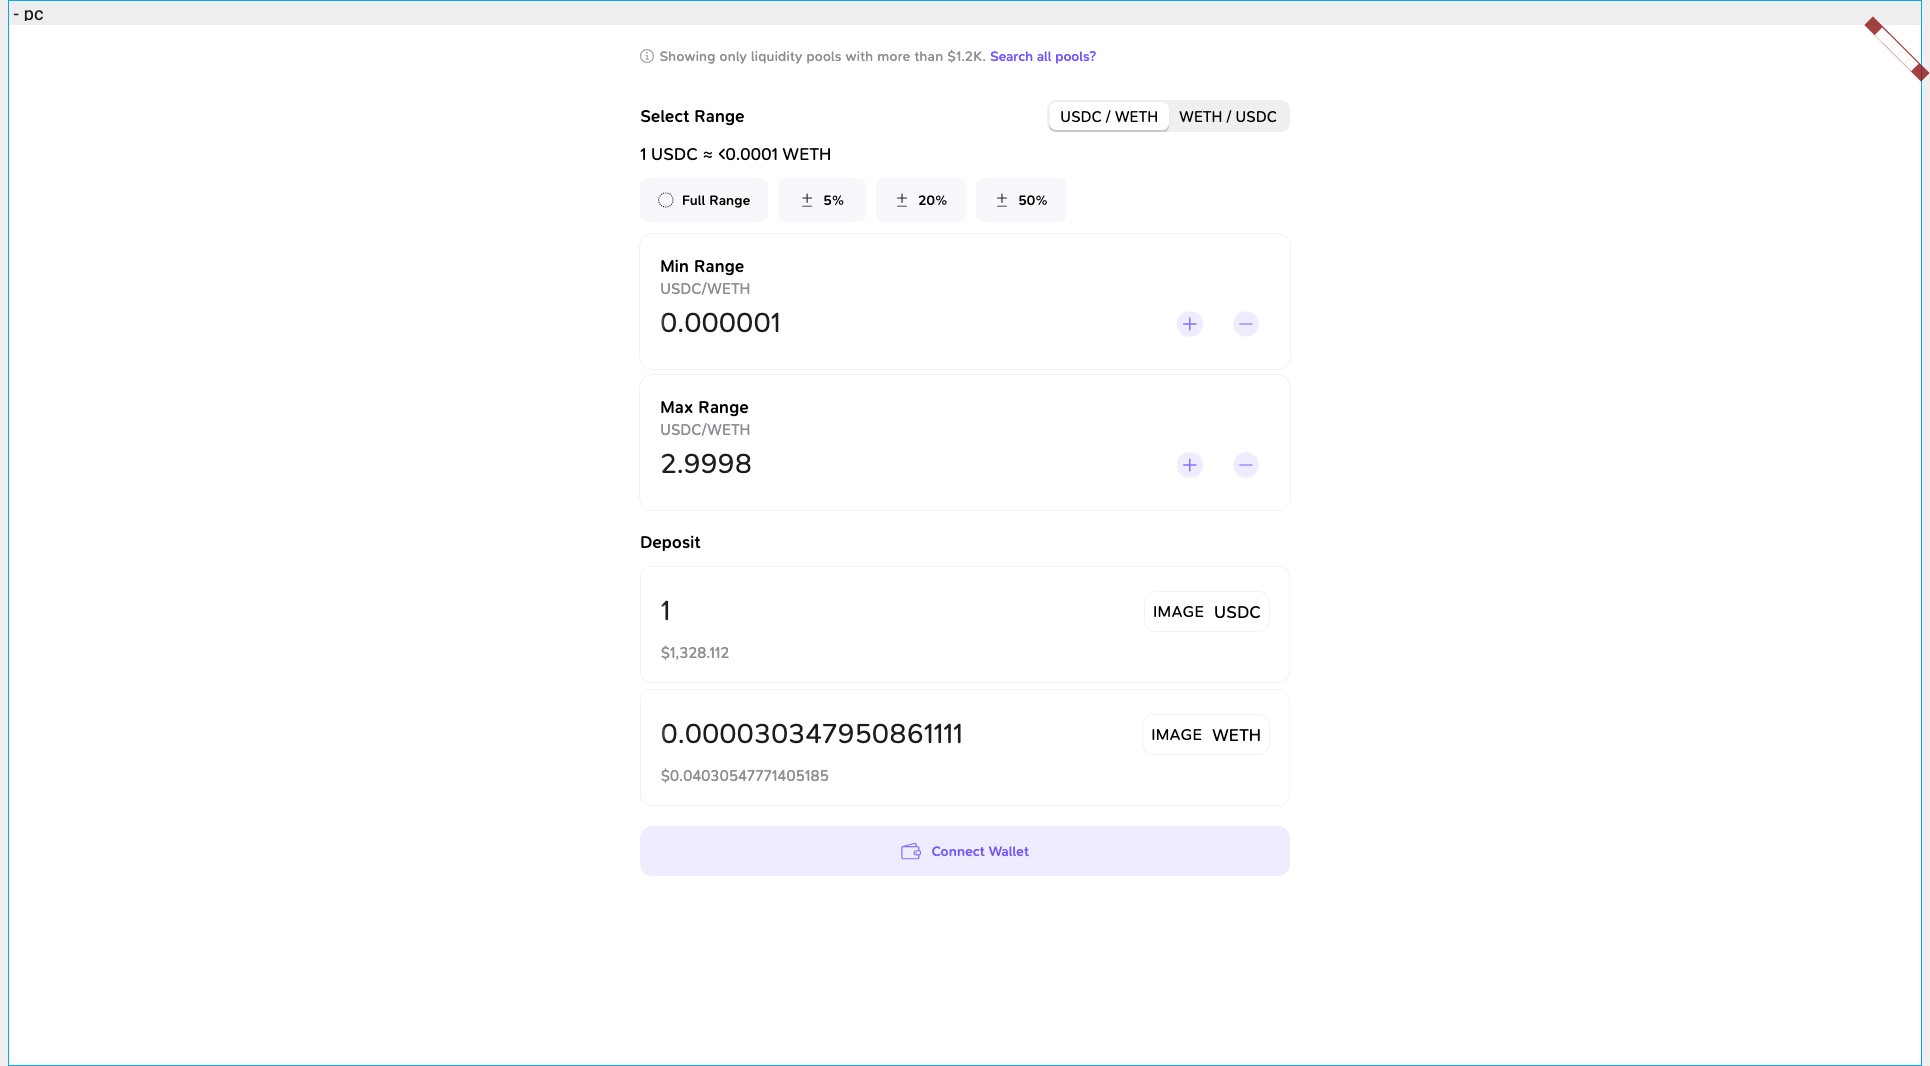 - pc
Showing only liquidity pools with more than $1.2K. Search all pools?
Select Range
USDC / WETH WETH / USDC
1 USDC ≈ <0.0001 WETH
Full Range ± 5% ± 20% ± 50%
Min Range
USDC/WETH
0.000001
Max Range
USDC/WETH
2.9998
Deposit
1 IMAGE USDC
$1,328.112
0.000030347950861111 IMAGE WETH
$0.04030547771405185
Connect Wallet